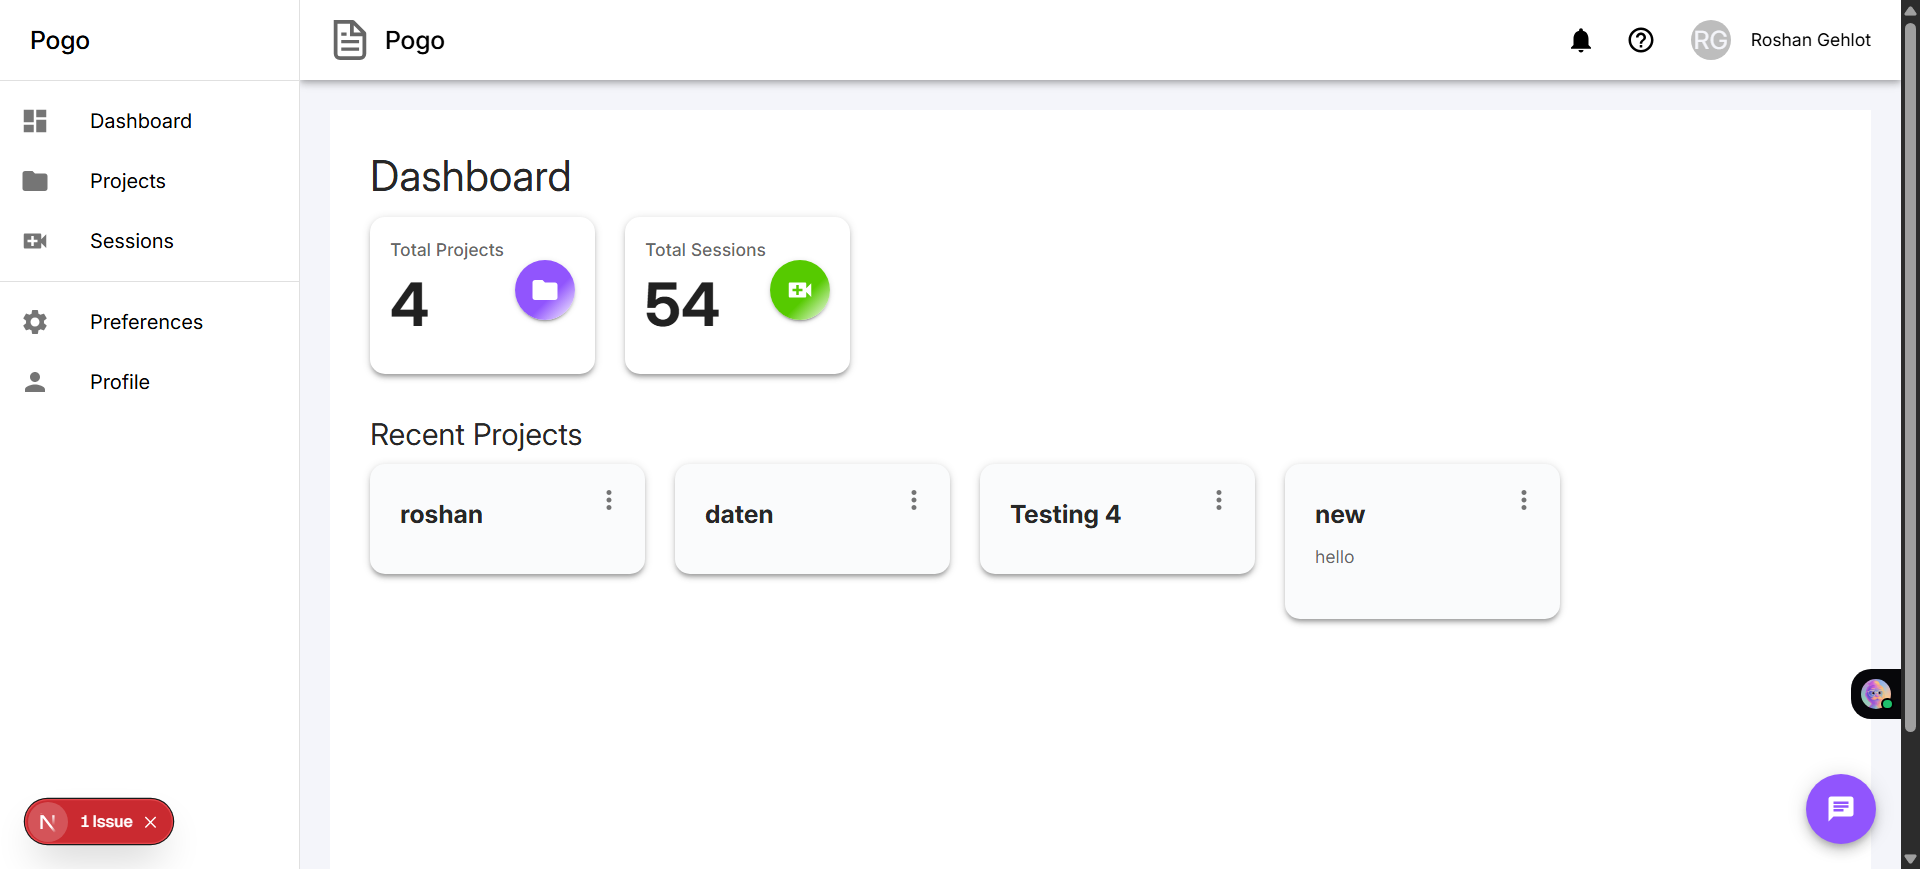 Pogo
Pogo
RG
Roshan Gehlot
Dashboard
Projects
Sessions
Preferences
Profile
Dashboard
Total Projects
4
Total Sessions
54
Recent Projects
roshan
daten
Testing 4
new
hello
N
1 Issue